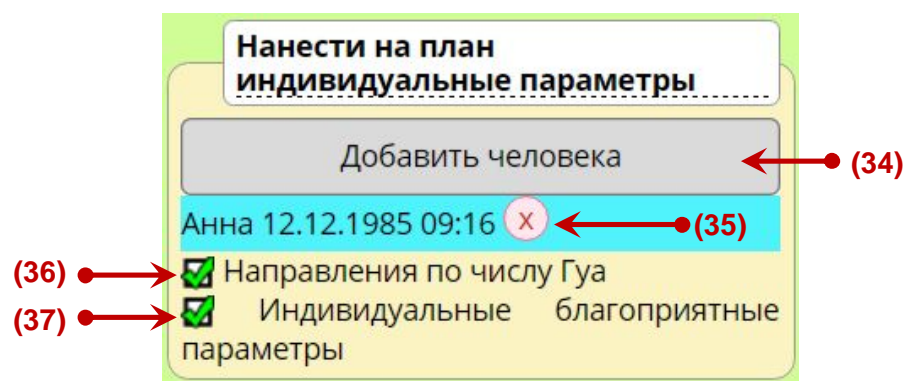 Нанести на план
индивидуальные параметры
Добавить человека
(34)
Анна 12.12.1985 09:16 X
(35)
(36)
Направления по числу Гуа
(37)
Индивидуальные благоприятные
параметры